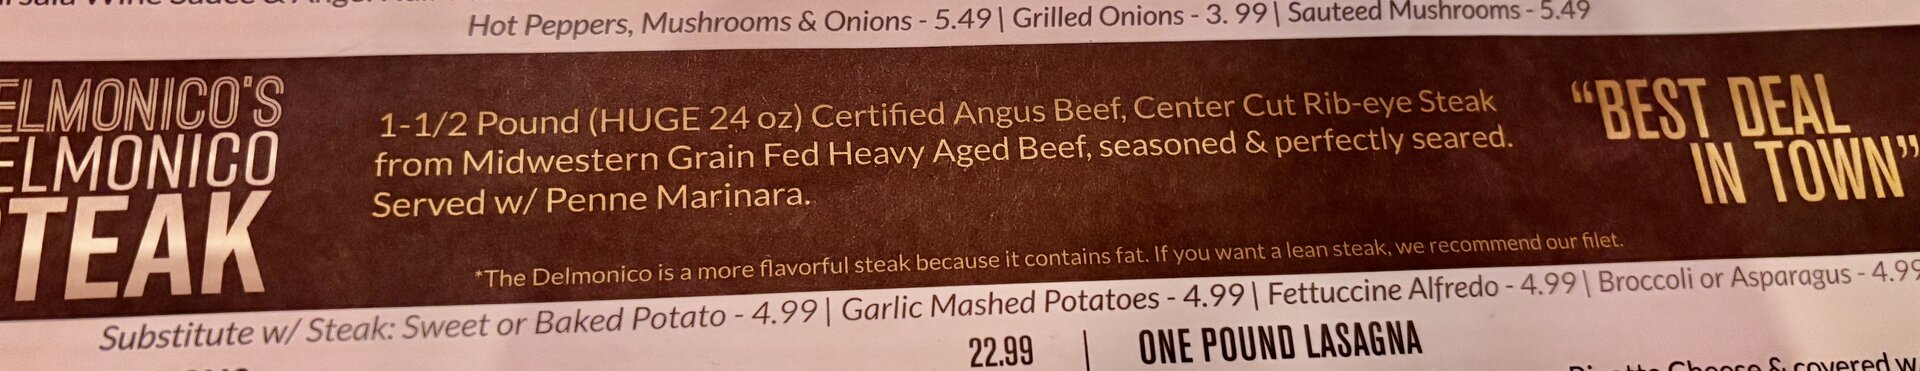 Hot Peppers, Mushrooms & Onions - 5.49 | Grilled Onions - 3. 99 | Sauteed Mushrooms - 5.49
ELMONICO'S
ELMONICO
STEAK
1-1/2 Pound (HUGE 24 oz) Certified Angus Beef, Center Cut Rib-eye Steak
from Midwestern Grain Fed Heavy Aged Beef, seasoned & perfectly seared.
Served w/ Penne Marinara.
*The Delmonico is a more flavorful steak because it contains fat. If you want a lean steak, we recommend our filet.
"BEST DEAL
IN TOWN"
Substitute w/ Steak: Sweet or Baked Potato - 4.99 | Garlic Mashed Potatoes - 4.99 | Fettuccine Alfredo - 4.99 | Broccoli or Asparagus - 4.99
22.99 | ONE POUND LASAGNA
Cheese & covered w